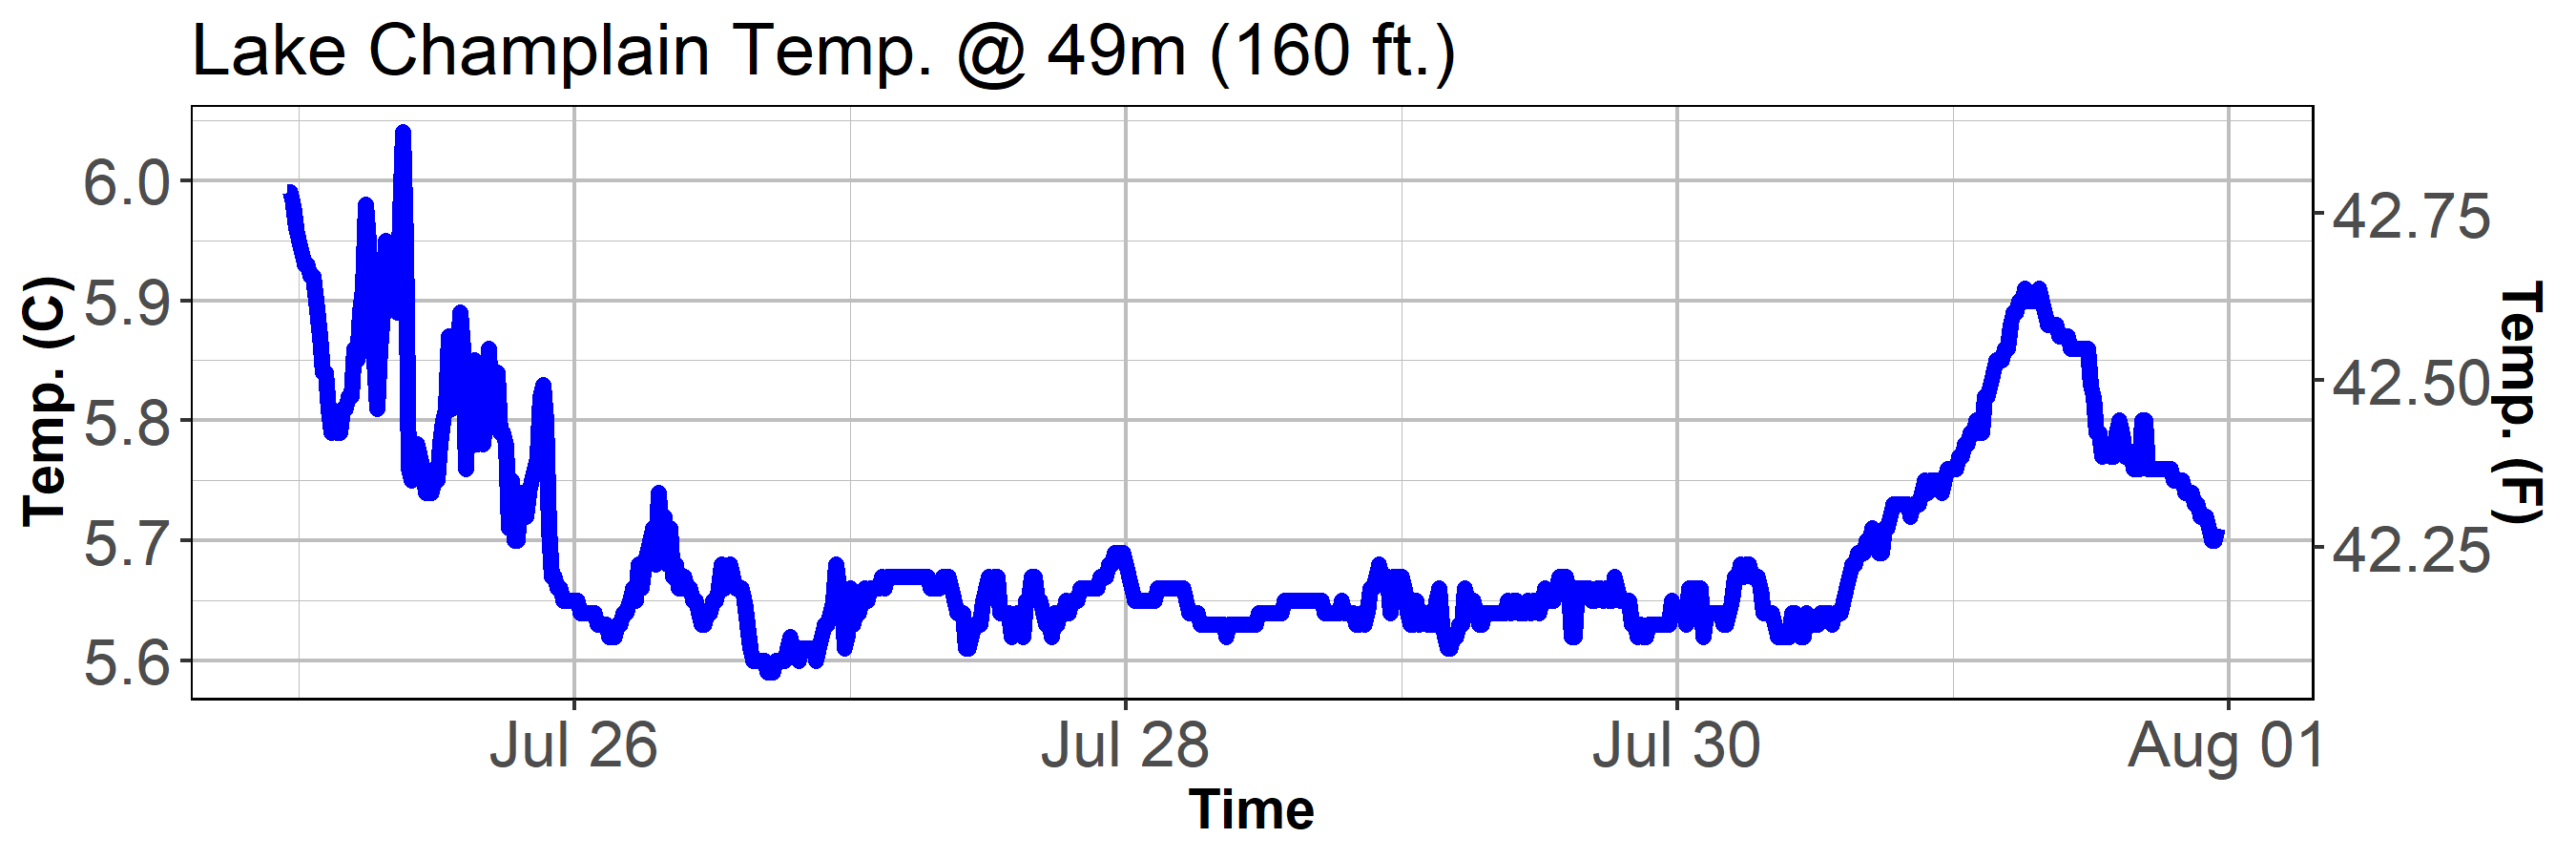 Lake Champlain Temp. @ 49m (160 ft.)
Temp. (C)
6.0
5.9
5.8
5.7
5.6
42.75
42.50
42.25
Temp. (F)
Jul 26
Jul 28
Jul 30
Aug 01
Time